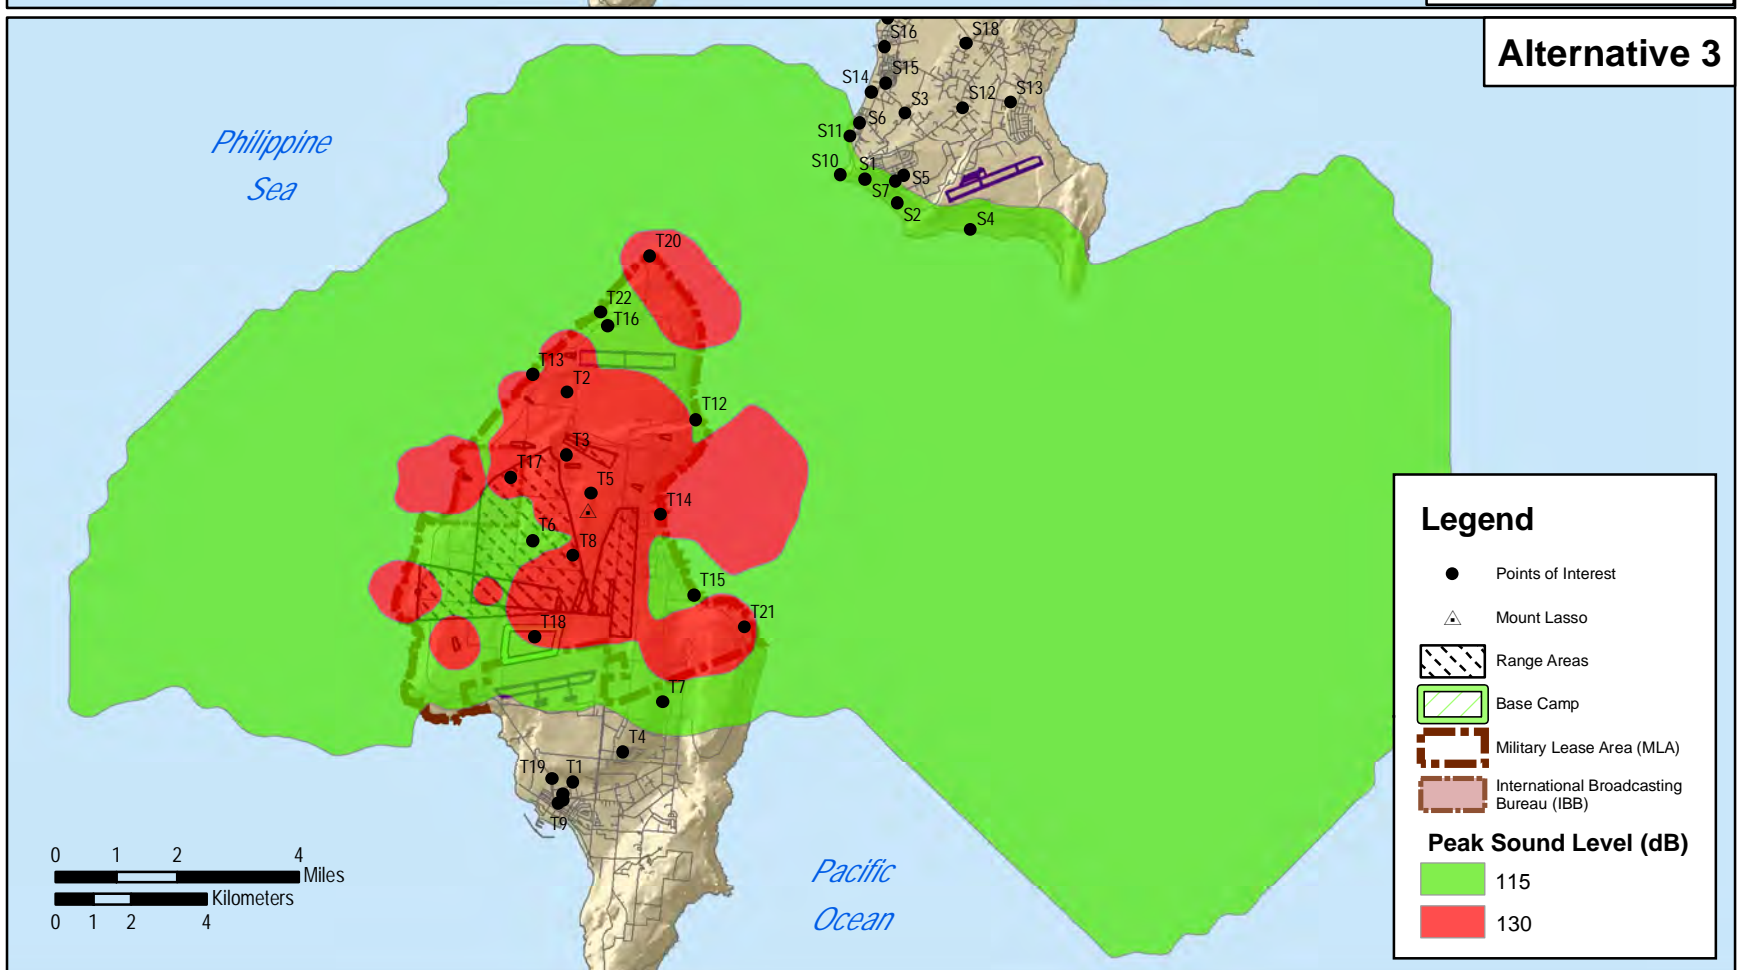 Alternative 3
S16
S18
S15
S14
S3
S12
S13
S6
S11
S10
S1
S5
S7
S2
S4
Philippine
Sea
T20
T22
T16
T13
T2
T12
T3
T17
T5
T14
T6
T8
T15
T21
T18
T7
T4
T19
T1
T9
Pacific
Ocean
0 1 2 4
Miles
Kilometers
0 1 2 4
Legend
Points of Interest
Mount Lasso
Range Areas
Base Camp
Military Lease Area (MLA)
International Broadcasting
Bureau (IBB)
Peak Sound Level (dB)
115
130